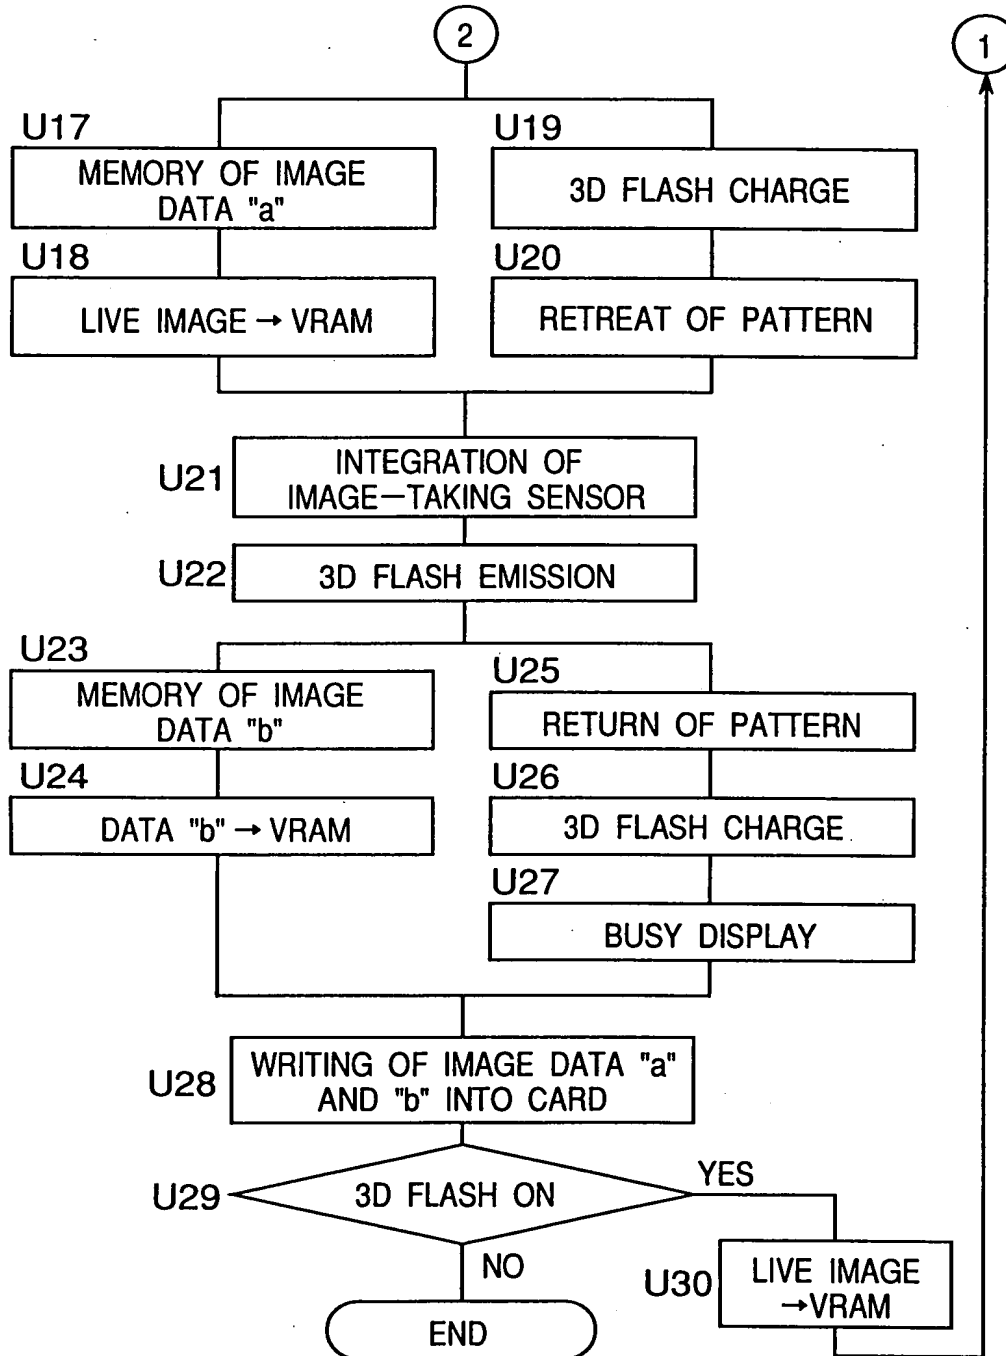 2
1
U17
MEMORY OF IMAGE
DATA "a"
U19
3D FLASH CHARGE
U18
LIVE IMAGE → VRAM
U20
RETREAT OF PATTERN
U21
INTEGRATION OF
IMAGE-TAKING SENSOR
U22
3D FLASH EMISSION
U23
MEMORY OF IMAGE
DATA "b"
U25
RETURN OF PATTERN
U24
DATA "b" → VRAM
U26
3D FLASH CHARGE
U27
BUSY DISPLAY
U28
WRITING OF IMAGE DATA "a"
AND "b" INTO CARD
U29
3D FLASH ON
YES
NO
U30
LIVE IMAGE
→VRAM
END